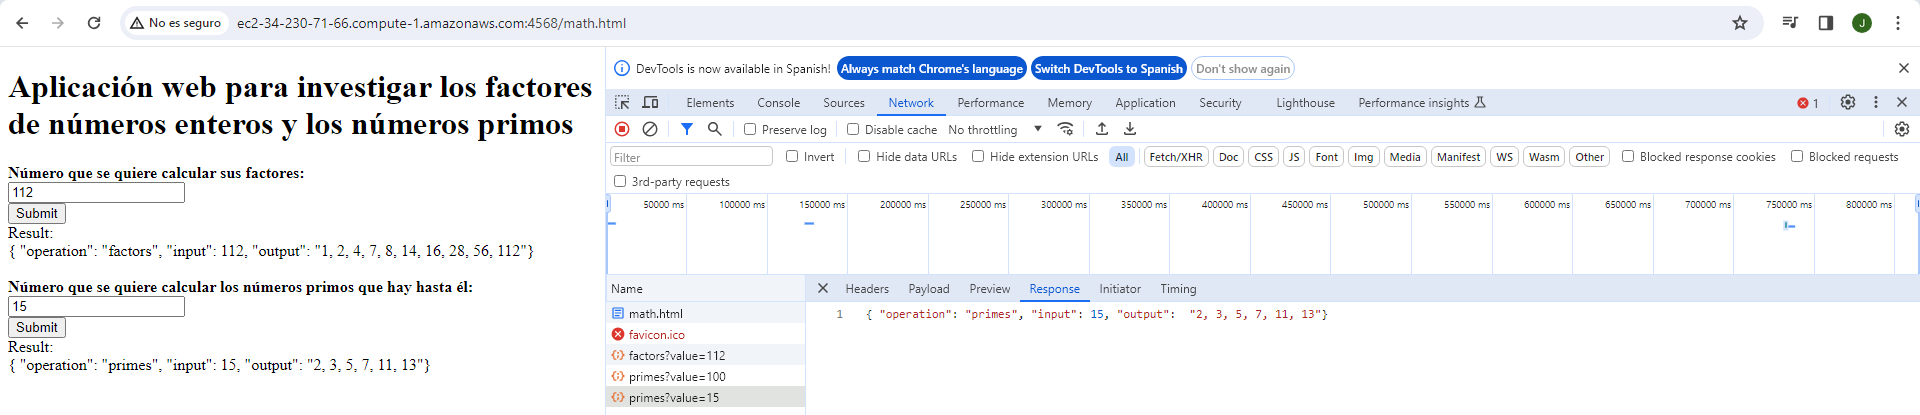 No es seguro ec2-34-230-71-66.compute-1.amazonaws.com:4568/math.html J
Aplicación web para investigar los factores
de números enteros y los números primos
Número que se quiere calcular sus factores:
112
Submit
Result:
{ "operation": "factors", "input": 112, "output": "1, 2, 4, 7, 8, 14, 16, 28, 56, 112"}
Número que se quiere calcular los números primos que hay hasta él:
15
Submit
Result:
{ "operation": "primes", "input": 15, "output": "2, 3, 5, 7, 11, 13"}
DevTools is now available in Spanish! Always match Chrome's language Switch DevTools to Spanish Don't show again
Elements Console Sources Network Performance Memory Application Security Lighthouse Performance insights 1
Preserve log Disable cache No throttling
Filter Invert Hide data URLs Hide extension URLs All Fetch/XHR Doc CSS JS Font Img Media Manifest WS Wasm Other Blocked response cookies Blocked requests
3rd-party requests
50000 ms 100000 ms 150000 ms 200000 ms 250000 ms 300000 ms 350000 ms 400000 ms 450000 ms 500000 ms 550000 ms 600000 ms 650000 ms 700000 ms 750000 ms 800000 ms
Name
math.html
favicon.ico
factors?value=112
primes?value=100
primes?value=15
Headers Payload Preview Response Initiator Timing
1 { "operation": "primes", "input": 15, "output":  "2, 3, 5, 7, 11, 13"}